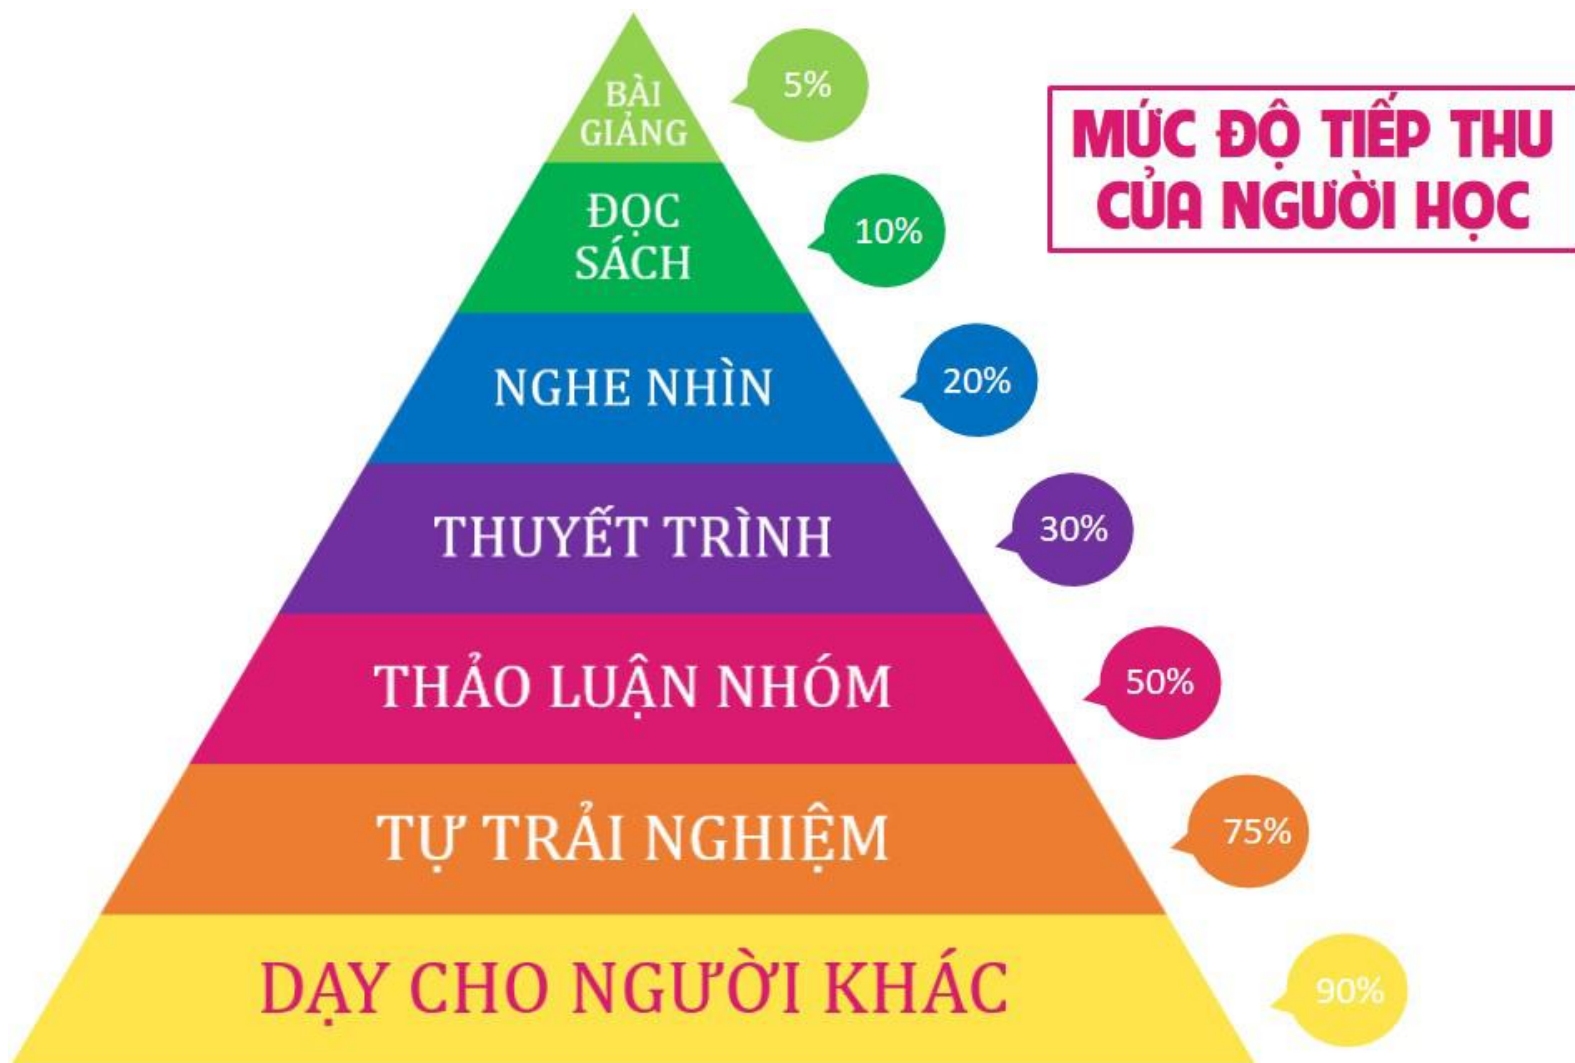 MỨC ĐỘ TIẾP THU
CỦA NGƯỜI HỌC
BÀI
GIẢNG
5%
ĐỌC
SÁCH
10%
NGHE NHÌN
20%
THUYẾT TRÌNH
30%
THẢO LUẬN NHÓM
50%
TỰ TRẢI NGHIỆM
75%
DẠY CHO NGƯỜI KHÁC
90%